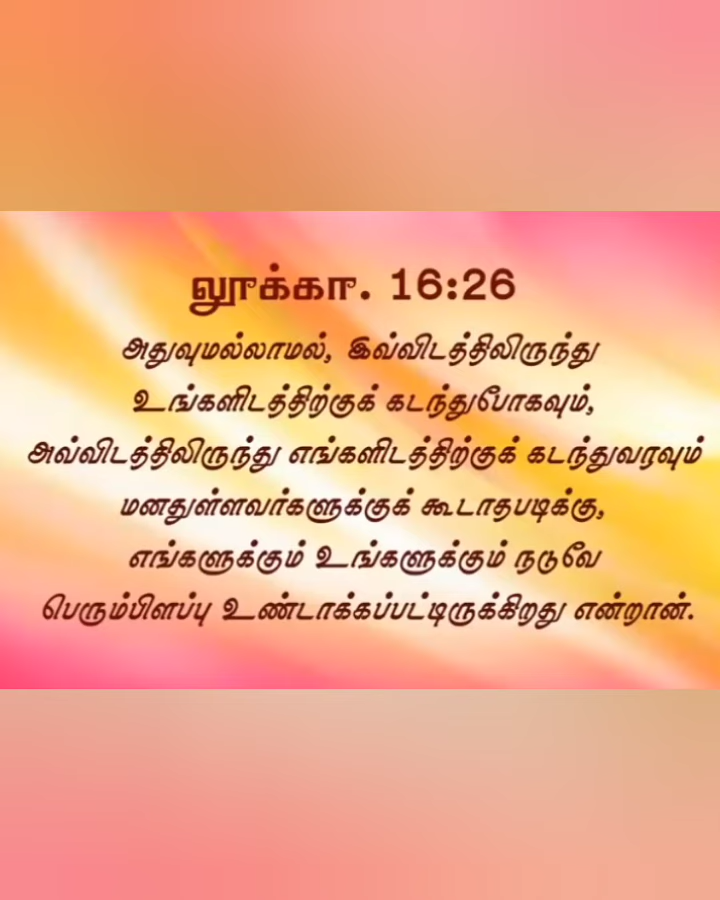 லூக்கா. 16:26
அதுவுமல்லாமல், இவ்விடத்திலிருந்து
உங்களிடத்திற்குக் கடந்துபோகவும்,
அவ்விடத்திலிருந்து எங்களிடத்திற்குக் கடந்துவரவும்
மனதுள்ளவர்களுக்குக் கூடாதபடிக்கு,
எங்களுக்கும் உங்களுக்கும் நடுவே
பெரும்பிளப்பு உண்டாக்கப்பட்டிருக்கிறது என்றான்.